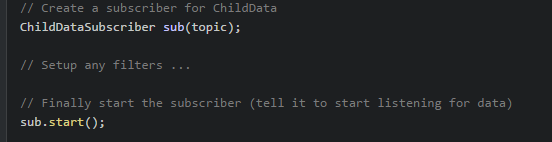 // Create a subscriber for ChildData
ChildDataSubscriber sub(topic);
// Setup any filters ...
// Finally start the subscriber (tell it to start listening for data)
sub.start();